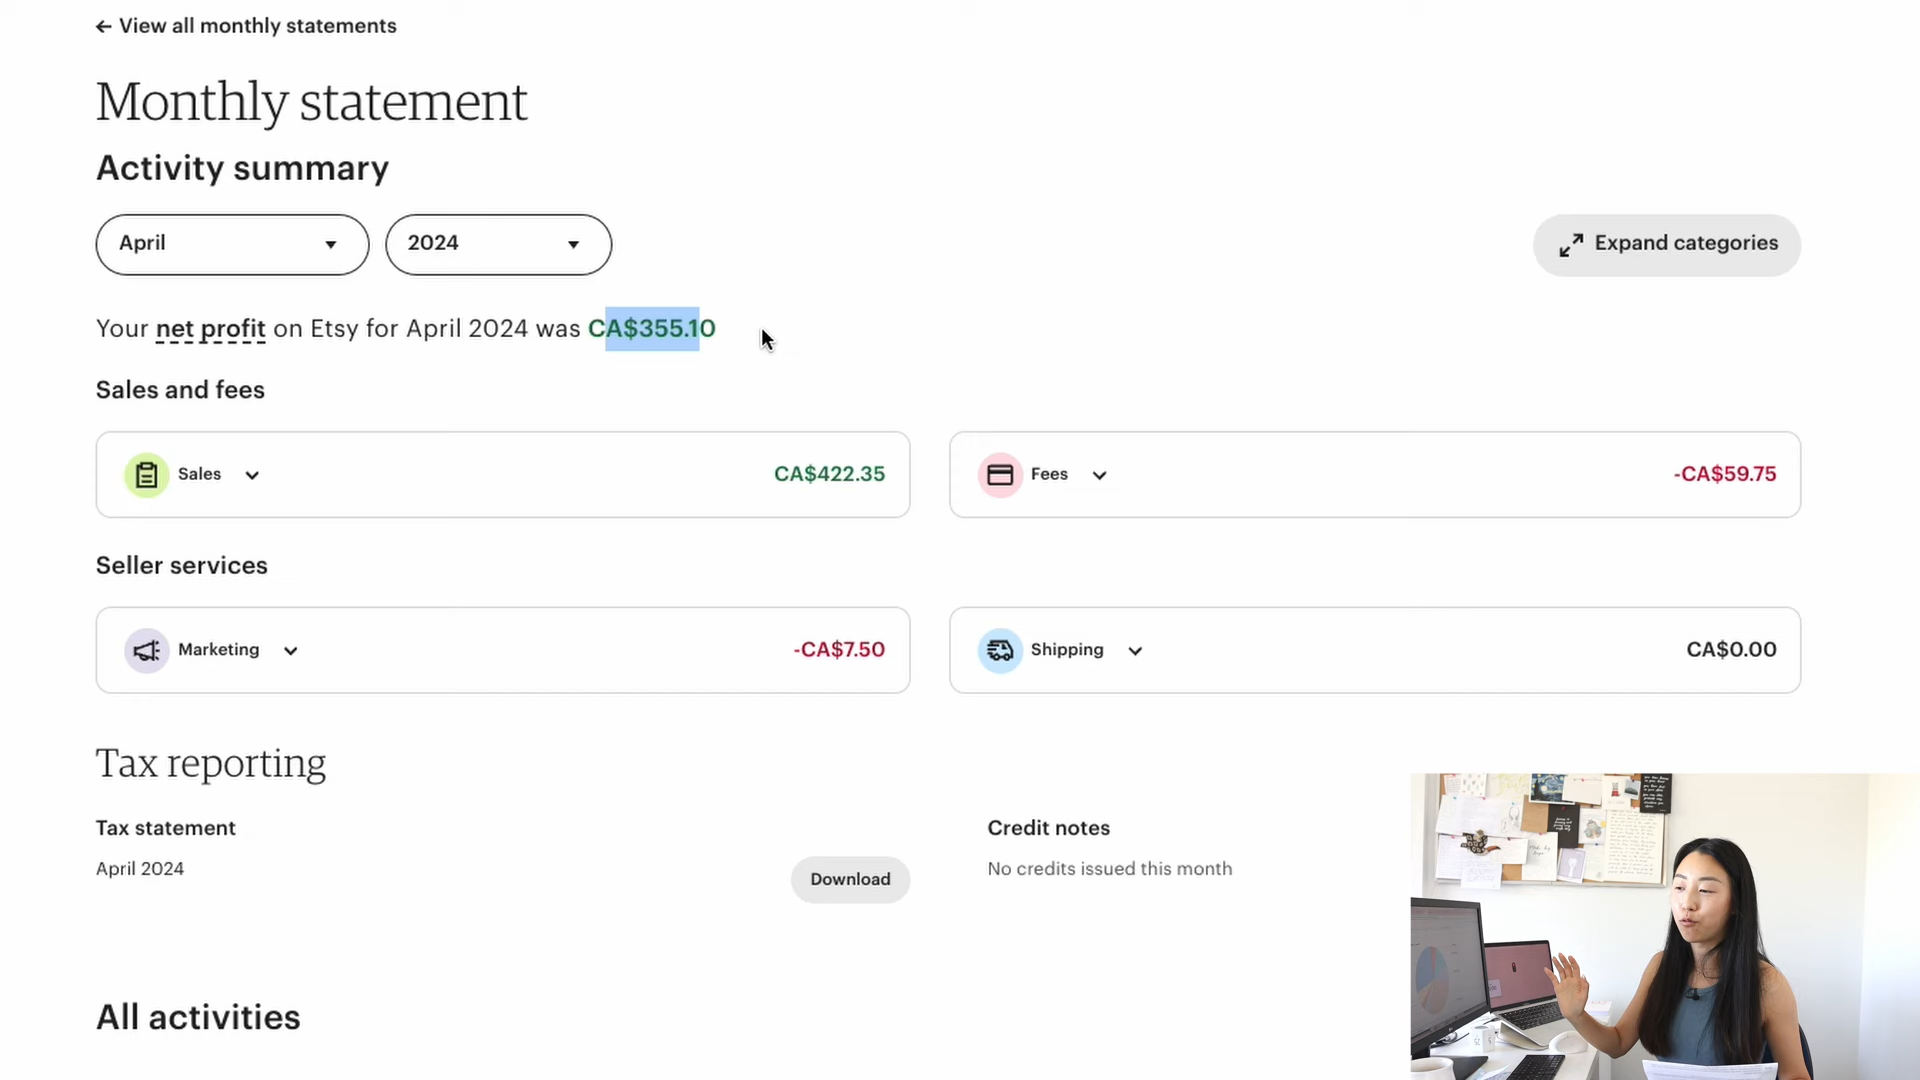 ← View all monthly statements
Monthly statement
Activity summary
April
2024
Expand categories
Your net profit on Etsy for April 2024 was CA$355.10
Sales and fees
Sales
CA$422.35
Fees
-CA$59.75
Seller services
Marketing
-CA$7.50
Shipping
CA$0.00
Tax reporting
Tax statement
April 2024
Download
Credit notes
No credits issued this month
All activities